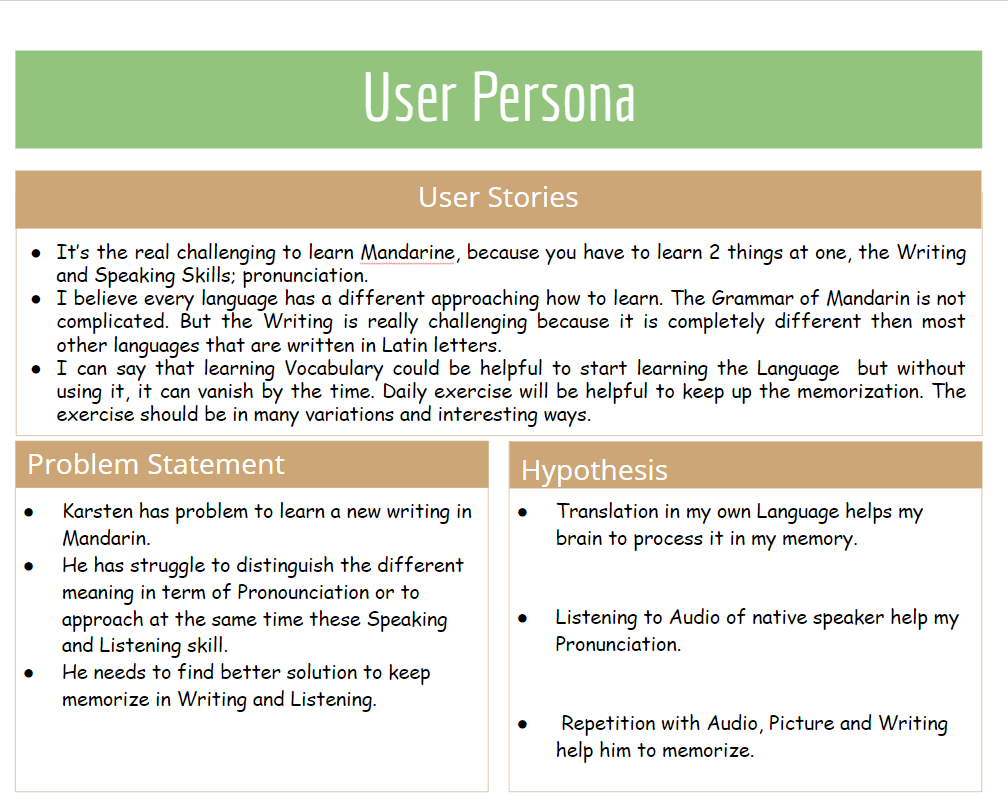 User Persona
User Stories
● It's the real challenging to learn Mandarine, because you have to learn 2 things at one, the Writing
and Speaking Skills; pronunciation.
● I believe every language has a different approaching how to learn. The Grammar of Mandarin is not
complicated. But the Writing is really challenging because it is completely different then most
other languages that are written in Latin letters.
● I can say that learning Vocabulary could be helpful to start learning the Language but without
using it, it can vanish by the time. Daily exercise will be helpful to keep up the memorization. The
exercise should be in many variations and interesting ways.
Problem Statement
● Karsten has problem to learn a new writing in
Mandarin.
● He has struggle to distinguish the different
meaning in term of Pronounciation or to
approach at the same time these Speaking
and Listening skill.
● He needs to find better solution to keep
memorize in Writing and Listening.
Hypothesis
● Translation in my own Language helps my
brain to process it in my memory.
● Listening to Audio of native speaker help my
Pronunciation.
● Repetition with Audio, Picture and Writing
help him to memorize.